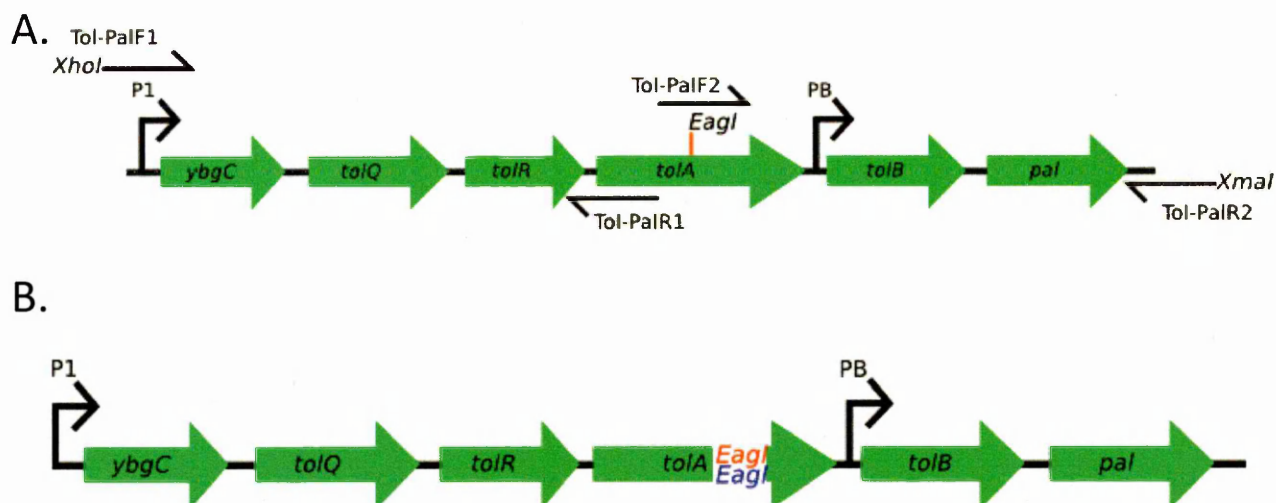 A.
Tol-PalF1
XhoI
P1
Tol-PalF2
EagI
PB
ybgC tolQ tolR tolA tolB pal
XmaI
Tol-PalR1
Tol-PalR2
B.
P1
PB
ybgC tolQ tolR tolA EagI tolB pal
EagI